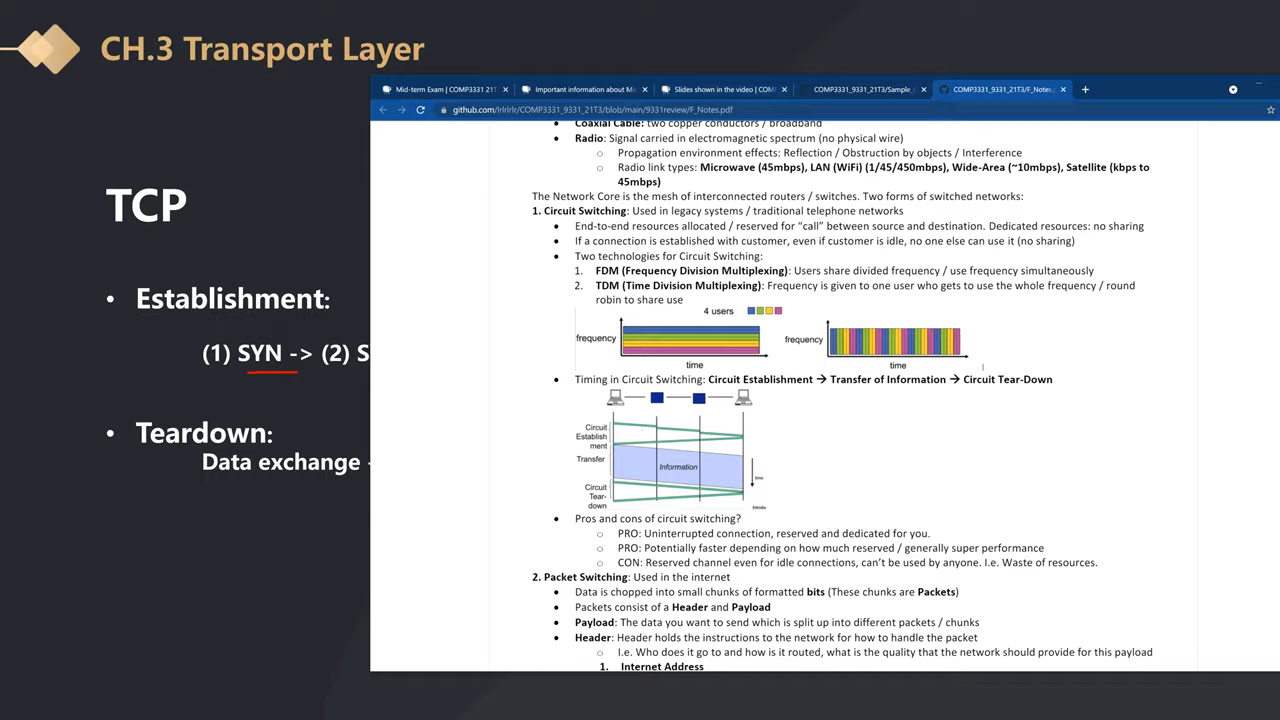 CH.3 Transport Layer
TCP
• Establishment:
(1) SYN -> (2) S
• Teardown:
Data exchange
Mid-term Exam | COMP3331 21T
Important information about Mi
Slides shown in the video | COM
COMP3331_9331_21T3/Sample_C
COMP3331_9331_21T3/F_Notes.p
github.com/lrlrlrlr/COMP3331_9331_21T3/blob/main/9331review/F_Notes.pdf
• Coaxial Cable: two copper conductors / broadband
• Radio: Signal carried in electromagnetic spectrum (no physical wire)
○ Propagation environment effects: Reflection / Obstruction by objects / Interference
○ Radio link types: Microwave (45mbps), LAN (WiFi) (1/45/450mbps), Wide-Area (~10mbps), Satellite (kbps to
45mbps)
The Network Core is the mesh of interconnected routers / switches. Two forms of switched networks:
1. Circuit Switching: Used in legacy systems / traditional telephone networks
• End-to-end resources allocated / reserved for “call” between source and destination. Dedicated resources: no sharing
• If a connection is established with customer, even if customer is idle, no one else can use it (no sharing)
• Two technologies for Circuit Switching:
1. FDM (Frequency Division Multiplexing): Users share divided frequency / use frequency simultaneously
2. TDM (Time Division Multiplexing): Frequency is given to one user who gets to use the whole frequency / round
robin to share use
4 users
frequency
time
frequency
time
• Timing in Circuit Switching: Circuit Establishment → Transfer of Information → Circuit Tear-Down
Circuit
Establish
ment
Transfer
Information
time
Circuit
Tear-
down
• Pros and cons of circuit switching?
○ PRO: Uninterrupted connection, reserved and dedicated for you.
○ PRO: Potentially faster depending on how much reserved / generally super performance
○ CON: Reserved channel even for idle connections, can’t be used by anyone. I.e. Waste of resources.
2. Packet Switching: Used in the internet
• Data is chopped into small chunks of formatted bits (These chunks are Packets)
• Packets consist of a Header and Payload
• Payload: The data you want to send which is split up into different packets / chunks
• Header: Header holds the instructions to the network for how to handle the packet
○ I.e. Who does it go to and how is it routed, what is the quality that the network should provide for this payload
1. Internet Address